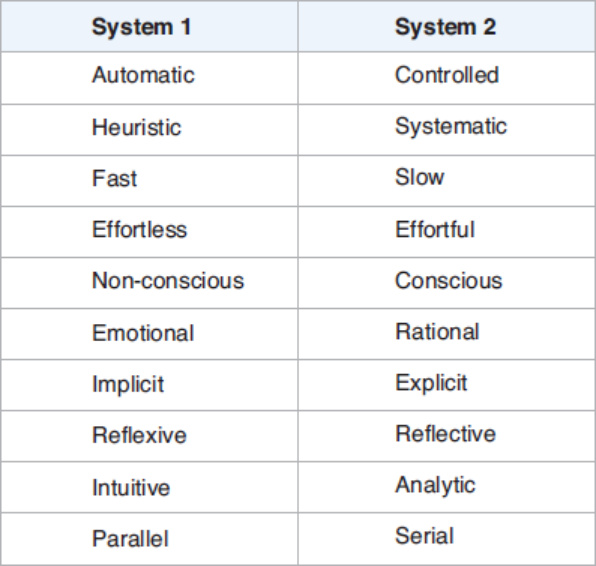 System 1 System 2
Automatic Controlled
Heuristic Systematic
Fast Slow
Effortless Effortful
Non-conscious Conscious
Emotional Rational
Implicit Explicit
Reflexive Reflective
Intuitive Analytic
Parallel Serial